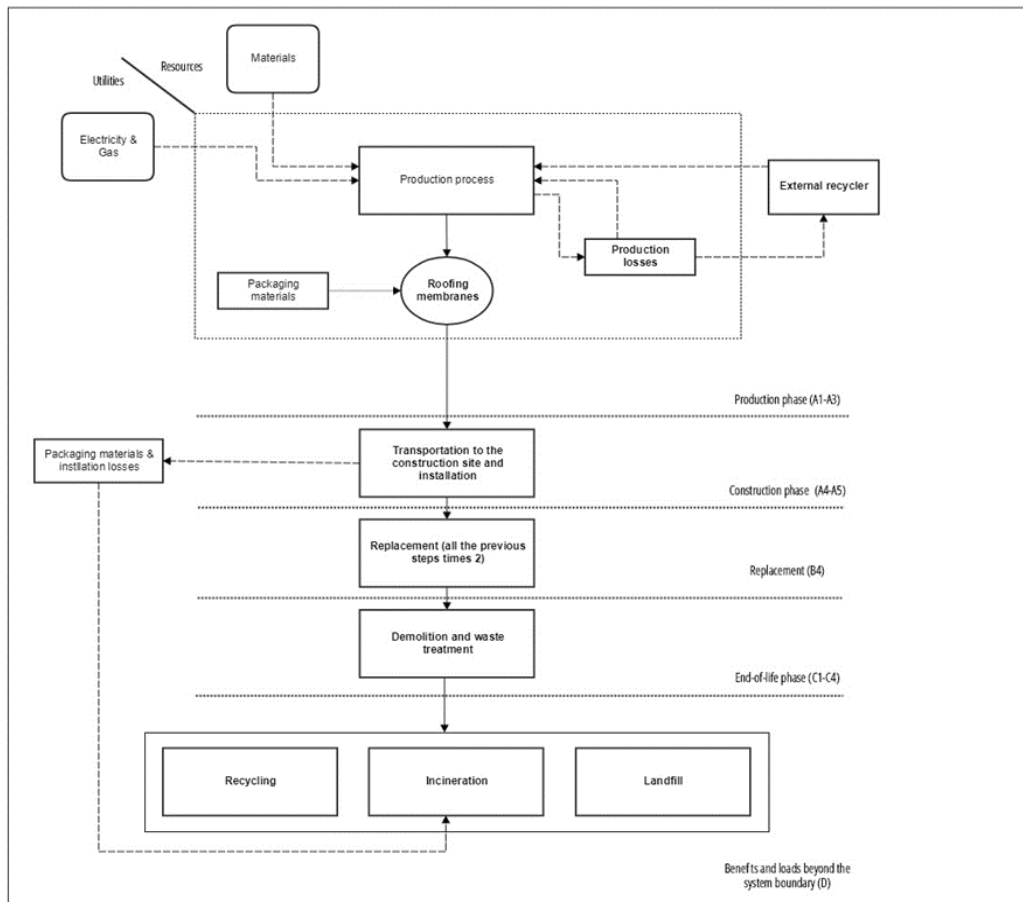 Materials
Resources
Utilities
Electricity &
Gas
Production process
External recycler
Production
losses
Packaging
materials
Roofing
membranes
Production phase (A1-A3)
Packaging materials &
instllation losses
Transportation to the
construction site and
installation
Construction phase (A4-A5)
Replacement (all the previous
steps times 2)
Replacement (B4)
Demolition and waste
treatment
End-of-life phase (C1-C4)
Recycling
Incineration
Landfill
Benefits and loads beyond the
system boundary (D)